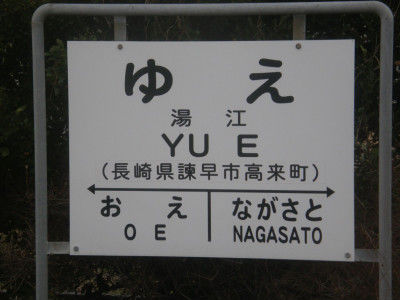 ゆえ
湯江
YU E
(長崎県諫早市高来町)
おえ ながさと
OE NAGASATO